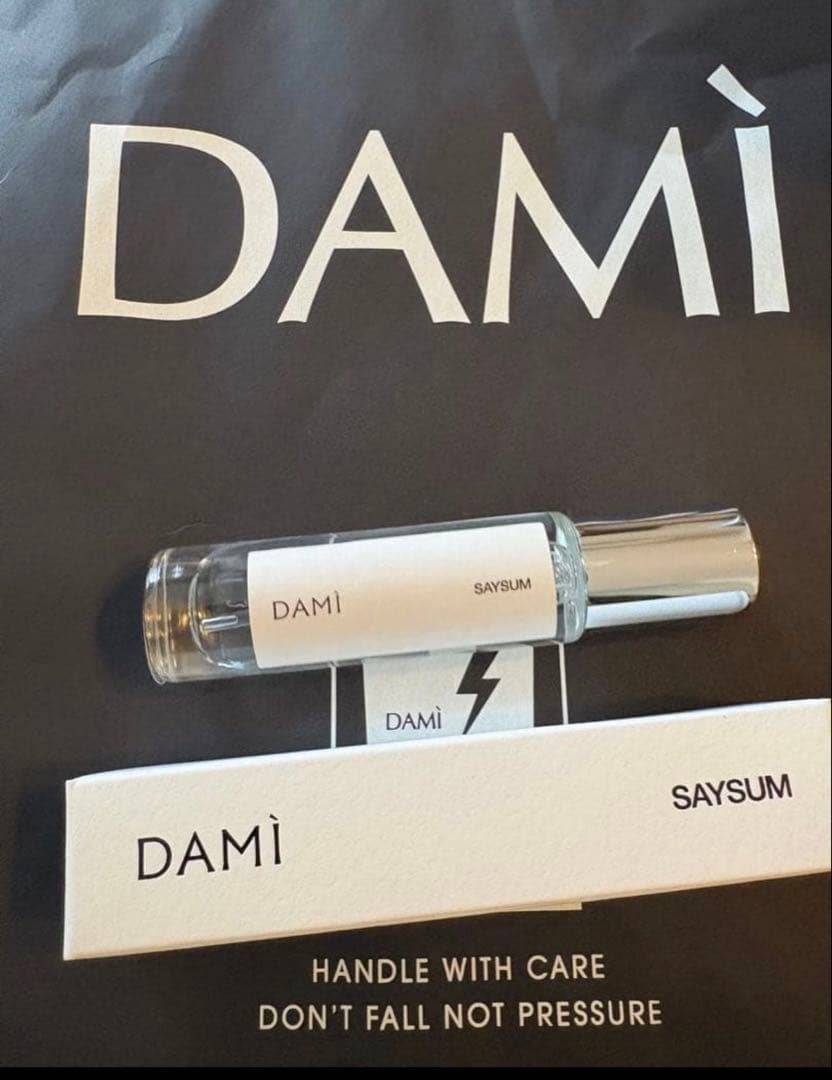 DAMÌ
DAMÌ SAYSUM
DAMÌ
DAMÌ SAYSUM
HANDLE WITH CARE
DON'T FALL NOT PRESSURE